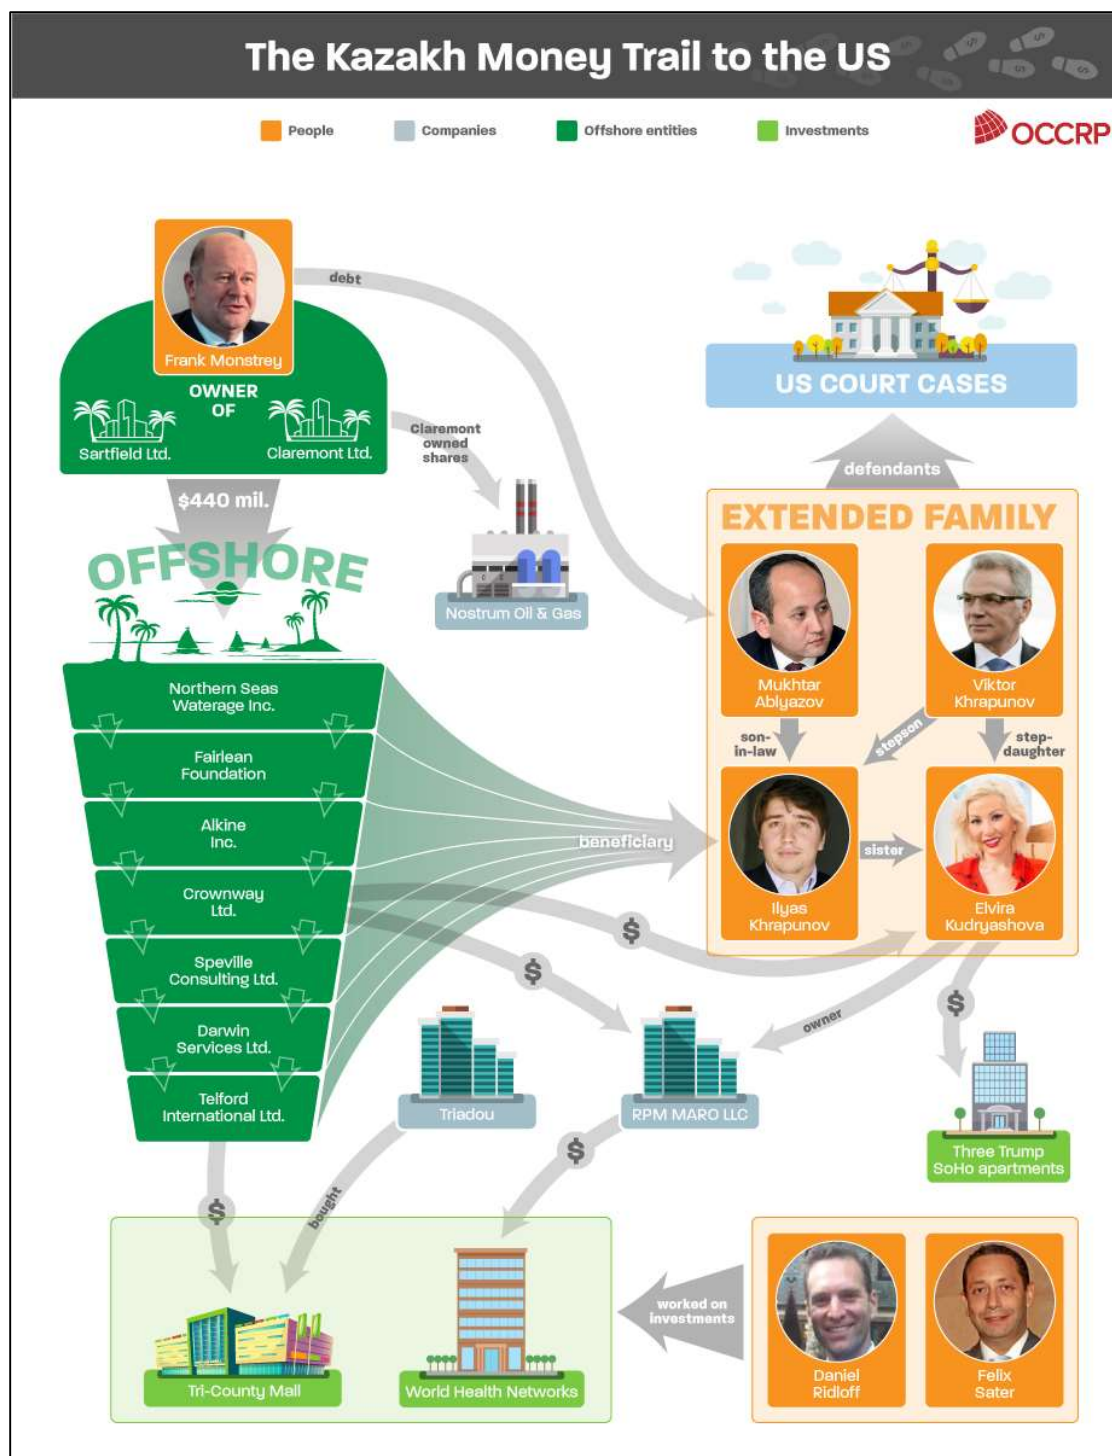 The Kazakh Money Trail to the US
People
Companies
Offshore entities
Investments
OCCRP
Frank Monstrey
OWNER
OF
Sartfield Ltd.
Claremont Ltd.
debt
Claremont
owned
shares
Nostrum Oil & Gas
$440 mil.
OFFSHORE
US COURT CASES
defendants
EXTENDED FAMILY
Mukhtar
Ablyazov
Viktor
Khrapunov
son-
in-law
stepson
step-
daughter
Ilyas
Khrapunov
sister
Elvira
Kudryashova
Northern Seas
Waterage Inc.
Fairlean
Foundation
Alkine
Inc.
Crownway
Ltd.
Speville
Consulting Ltd.
Darwin
Services Ltd.
Telford
International Ltd.
beneficiary
$
$
$
owner
Triadou
RPM MARO LLC
Three Trump
SoHo apartments
$
$
bought
Tri-County Mall
World Health Networks
worked on
investments
Daniel
Ridloff
Felix
Sater